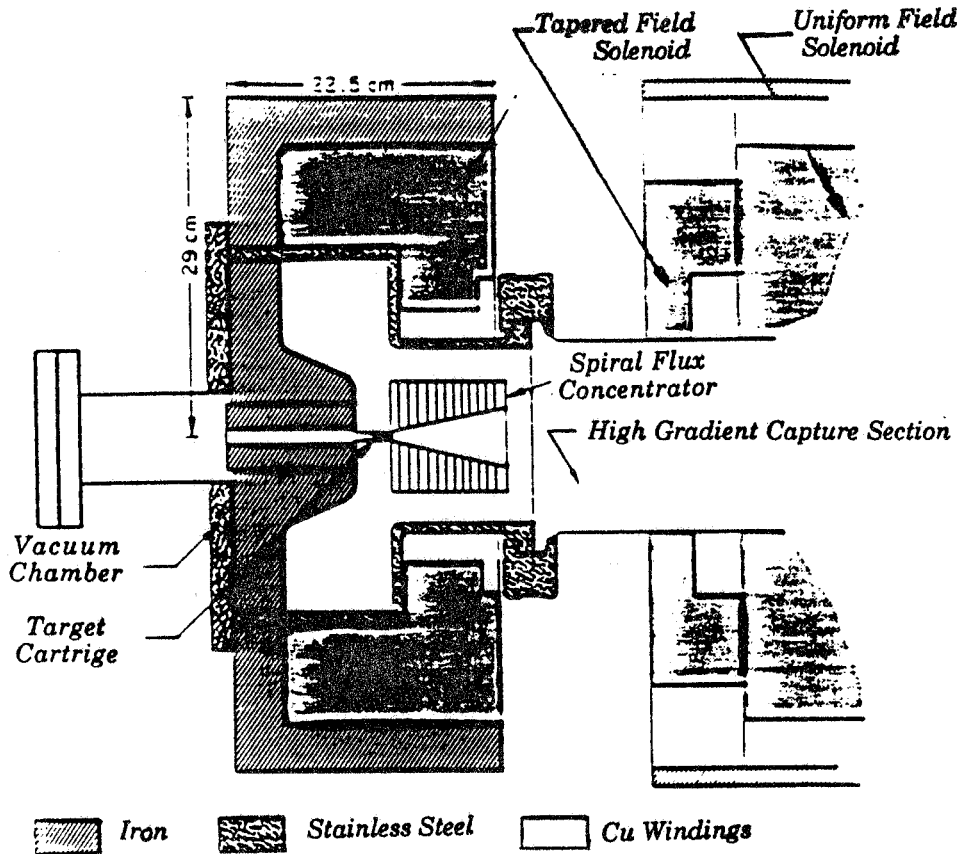 Tapered Field
Solenoid
Uniform Field
Solenoid
22.5 cm
29 cm
Spiral Flux
Concentrator
High Gradient Capture Section
Vacuum
Chamber
Target
Cartrige
Iron
Stainless Steel
Cu Windings